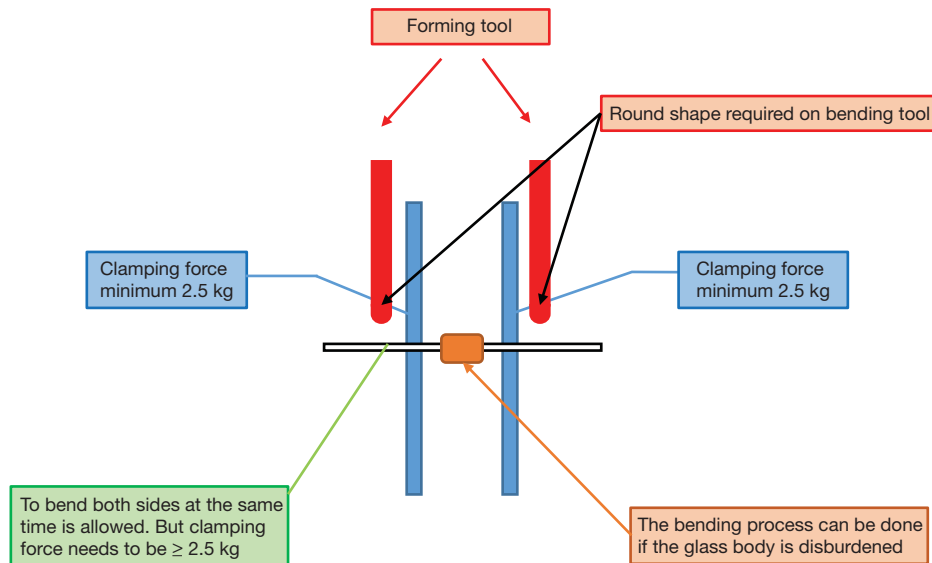 Forming tool
Round shape required on bending tool
Clamping force
minimum 2.5 kg
Clamping force
minimum 2.5 kg
To bend both sides at the same
time is allowed. But clamping
force needs to be ≥ 2.5 kg
The bending process can be done
if the glass body is disburdened